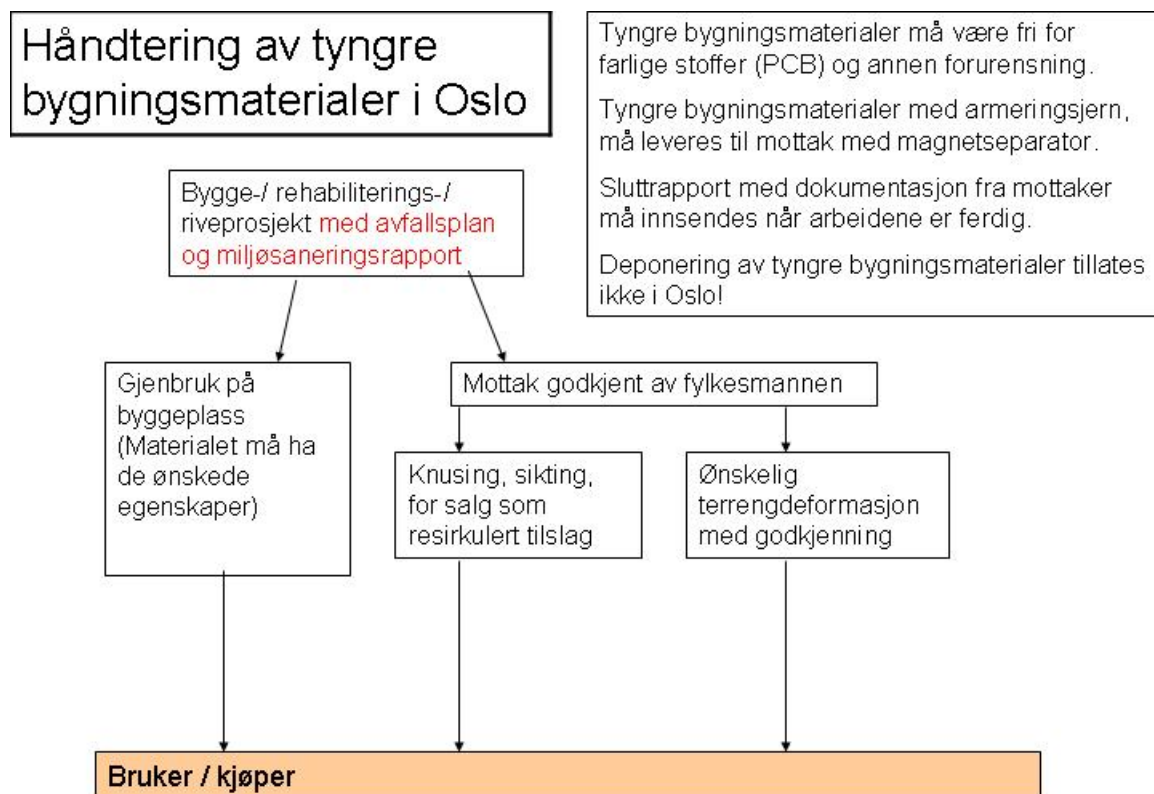 Håndtering av tyngre
bygningsmaterialer i Oslo
Tyngre bygningsmaterialer må være fri for
farlige stoffer (PCB) og annen forurensning.
Tyngre bygningsmaterialer med armeringsjern,
må leveres til mottak med magnetseparator.
Sluttrapport med dokumentasjon fra mottaker
må innsendes når arbeidene er ferdig.
Deponering av tyngre bygningsmaterialer tillates
ikke i Oslo!
Bygge-/ rehabiliterings-/
riveprosjekt med avfallsplan
og miljøsaneringsrapport
Gjenbruk på
byggeplass
(Materialet må ha
de ønskede
egenskaper)
Mottak godkjent av fylkesmannen
Knusing, sikting,
for salg som
resirkulert tilslag
Ønskelig
terrengdeformasjon
med godkjenning
Bruker / kjøper